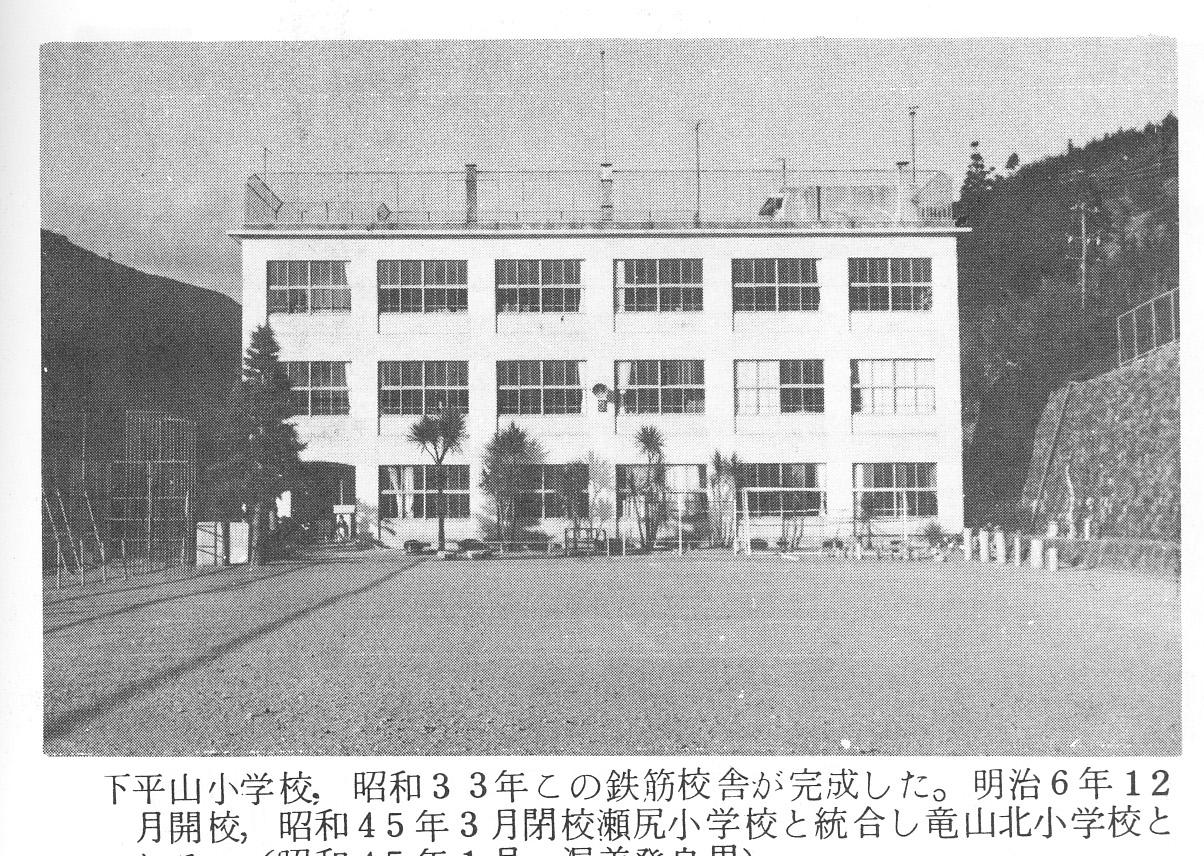 下平山小学校，昭和３３年この鉄筋校舎が完成した。明治６年１２
月開校，昭和４５年３月閉校瀬尻小学校と統合し竜山北小学校と